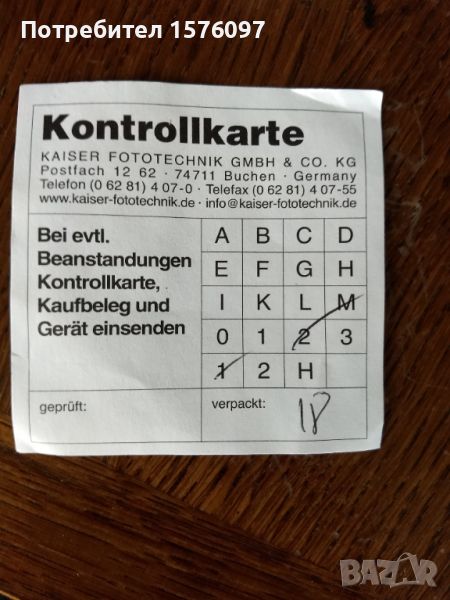 Потребител 1576097
Kontrollkarte
KAISER FOTOTECHNIK GMBH & CO. KG
Postfach 12 62 · 74711 Buchen · Germany
Telefon (0 62 81) 4 07-0 · Telefax (0 62 81) 4 07-55
www.kaiser-fototechnik.de · info@kaiser-fototechnik.de
Bei evtl.
Beanstandungen
Kontrollkarte,
Kaufbeleg und
Gerät einsenden
A B C D
E F G H
I K L M
0 1 2 3
1 2 H
geprüft:
verpackt: 18
BAZAR